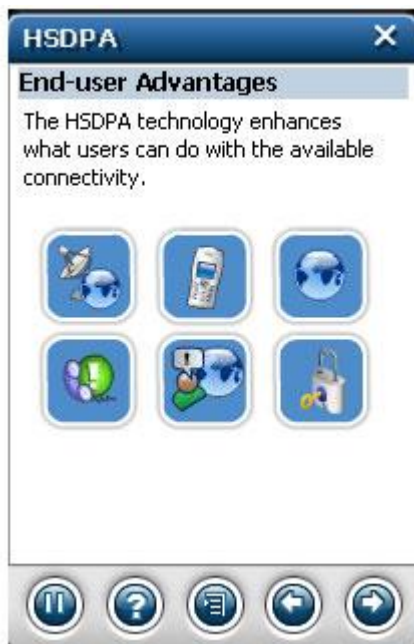 HSDPA
End-user Advantages
The HSDPA technology enhances
what users can do with the available
connectivity.